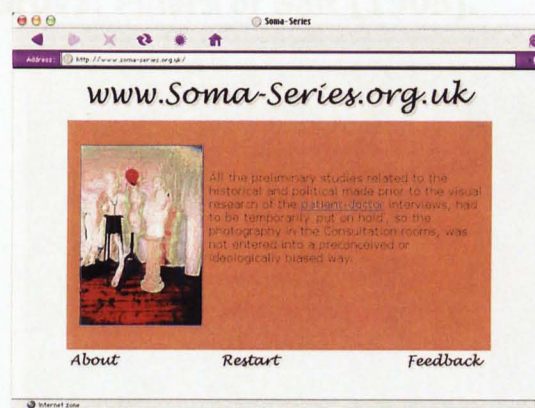 Soma-Series
Address: http://www.soma-series.org.uk/
www.Soma-Series.org.uk
All the preliminary studies related to the
historical and political made prior to the visual
research of the patient-doctor interviews, had
to be temporarily 'put on hold', so the
photography in the Consultation rooms, was
not entered into a preconceived or
ideologically biased way.
About Restart Feedback
Internet zone